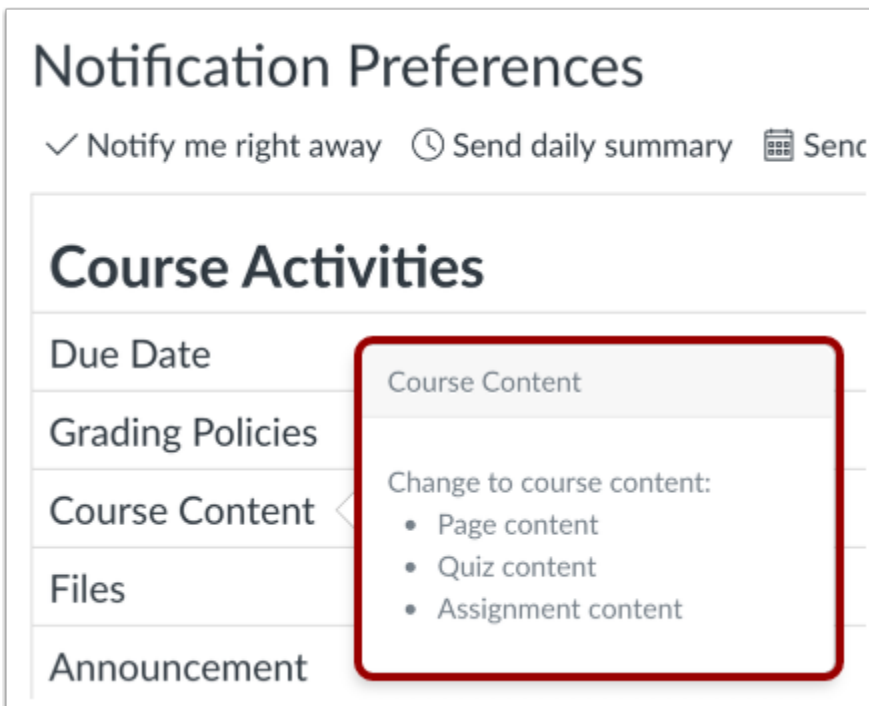 Notification Preferences
Notify me right away Send daily summary Send
Course Activities
Due Date
Grading Policies
Course Content
Files
Announcement
Course Content
Change to course content:
• Page content
• Quiz content
• Assignment content